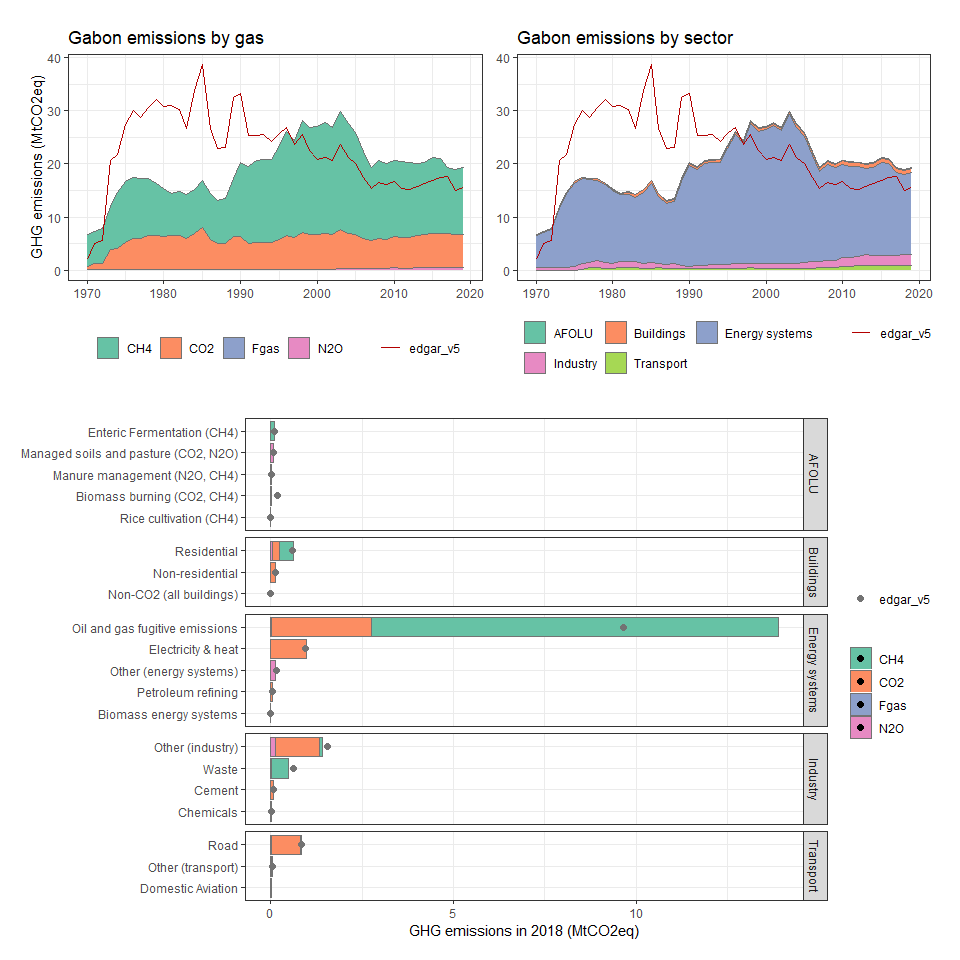 Gabon emissions by gas
GHG emissions (MtCO2eq)
40
30
20
10
0
1970 1980 1990 2000 2010 2020
CH4 CO2 Fgas N2O edgar_v5
Gabon emissions by sector
40
30
20
10
0
1970 1980 1990 2000 2010 2020
AFOLU Buildings Energy systems edgar_v5
Industry Transport
Enteric Fermentation (CH4)
Managed soils and pasture (CO2, N2O)
Manure management (N2O, CH4)
Biomass burning (CO2, CH4)
Rice cultivation (CH4)
AFOLU
Residential
Non-residential
Non-CO2 (all buildings)
Buildings
Oil and gas fugitive emissions
Electricity & heat
Other (energy systems)
Petroleum refining
Biomass energy systems
Energy systems
Other (industry)
Waste
Cement
Chemicals
Industry
Road
Other (transport)
Domestic Aviation
Transport
0 5 10
GHG emissions in 2018 (MtCO2eq)
edgar_v5
CH4
CO2
Fgas
N2O